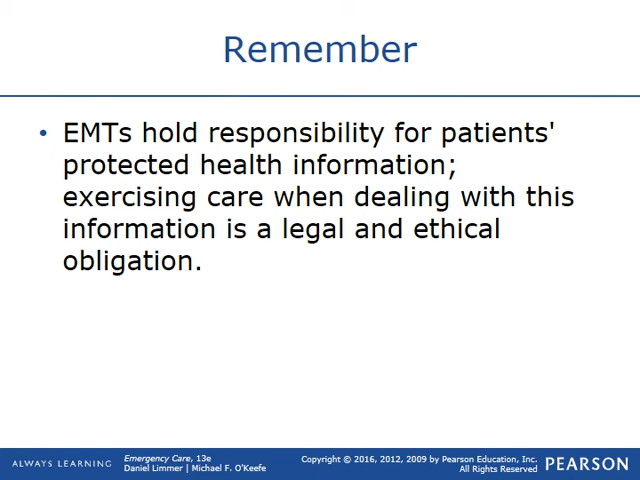 Remember
• EMTs hold responsibility for patients'
protected health information;
exercising care when dealing with this
information is a legal and ethical
obligation.
ALWAYS LEARNING
Emergency Care, 13e
Daniel Limmer | Michael F. O'Keefe
Copyright © 2016, 2012, 2009 by Pearson Education, Inc.
All Rights Reserved
PEARSON